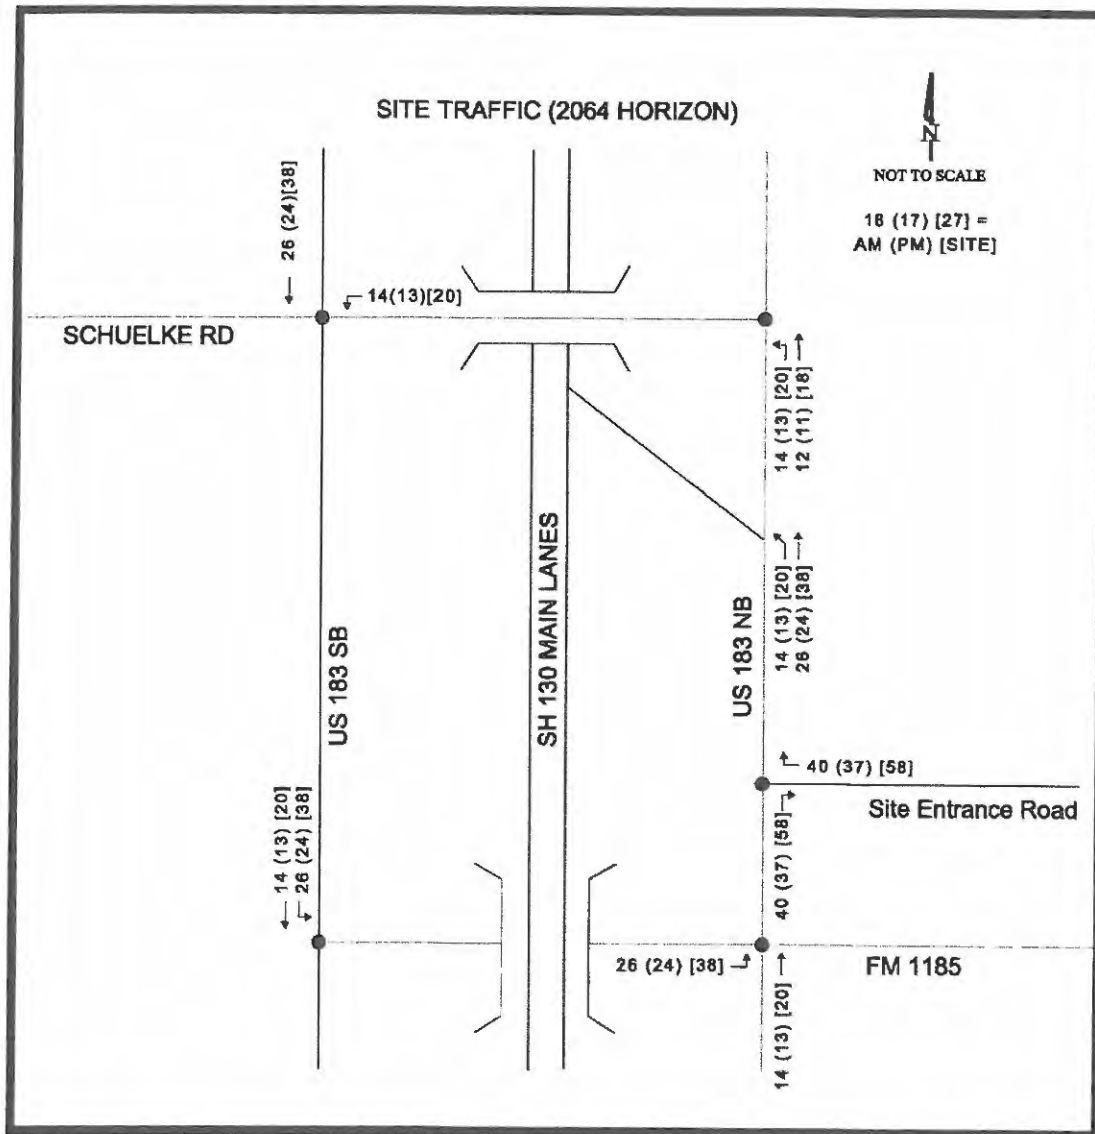 SITE TRAFFIC (2064 HORIZON)
N
NOT TO SCALE
18 (17) [27] =
AM (PM) [SITE]
26 (24)[38]
14(13)[20]
SCHUELKE RD
14 (13) [20]
12 (11) [18]
14 (13) [20]
26 (24) [38]
US 183 SB
SH 130 MAIN LANES
US 183 NB
40 (37) [58]
Site Entrance Road
40 (37) [58]
14 (13) [20]
26 (24) [38]
26 (24) [38]
FM 1185
14 (13) [20]